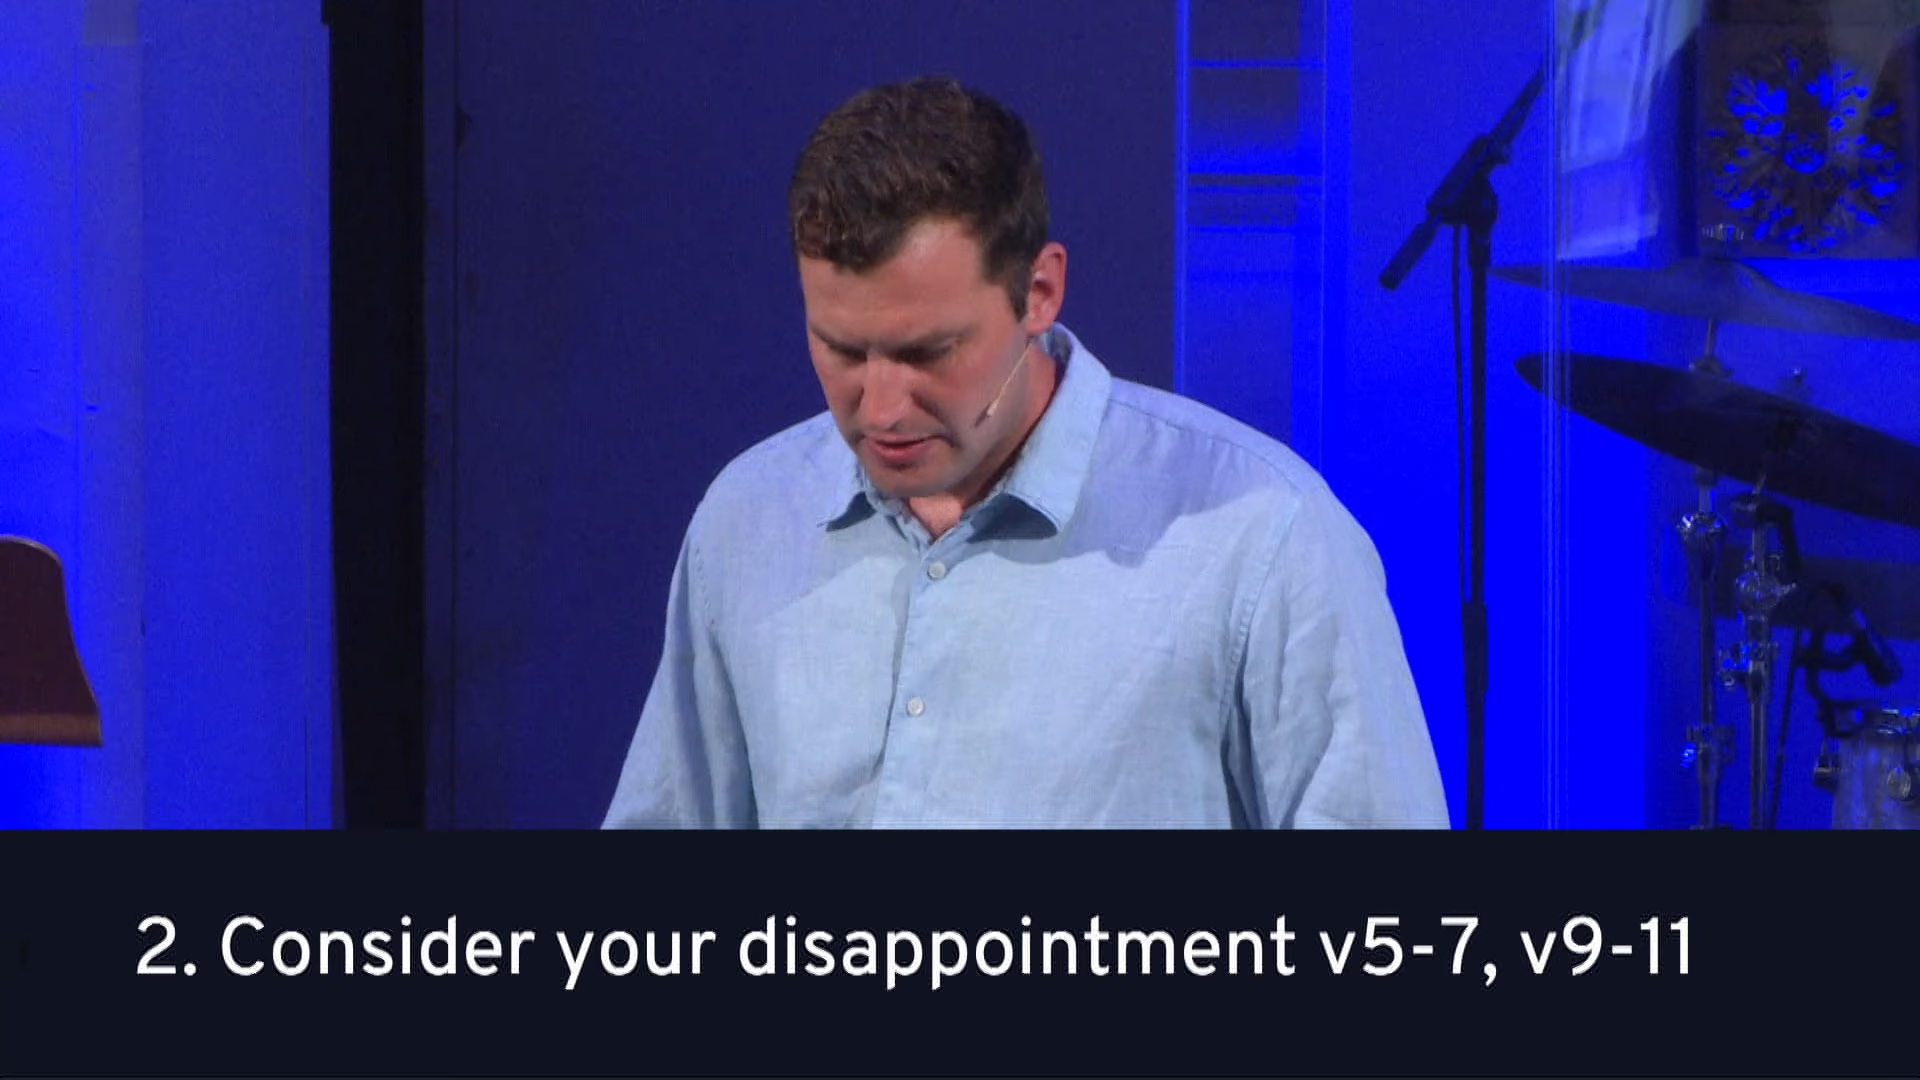 2. Consider your disappointment v5-7, v9-11